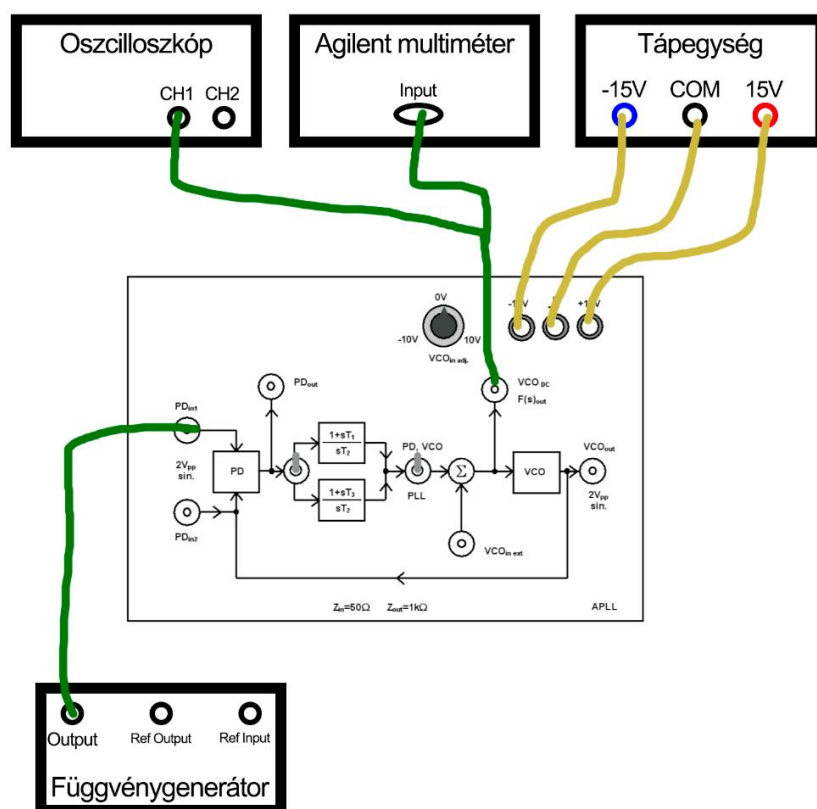 Oszcilloszkóp
CH1 CH2
Agilent multiméter
Input
Tápegység
-15V COM 15V
0V
-10V 10V
VCOin adj.
+15V
PDout
VCO DC
F(s)out
PDin1
2Vpp
sin.
PD
1+sT1
sT2
1+sT3
sT2
PD, VCO
PLL
Σ
VCO
VCOout
2Vpp
sin.
PDin2
VCOin ext
Zin=50Ω Zout=1kΩ APLL
Output Ref Output Ref Input
Függvénygenerátor